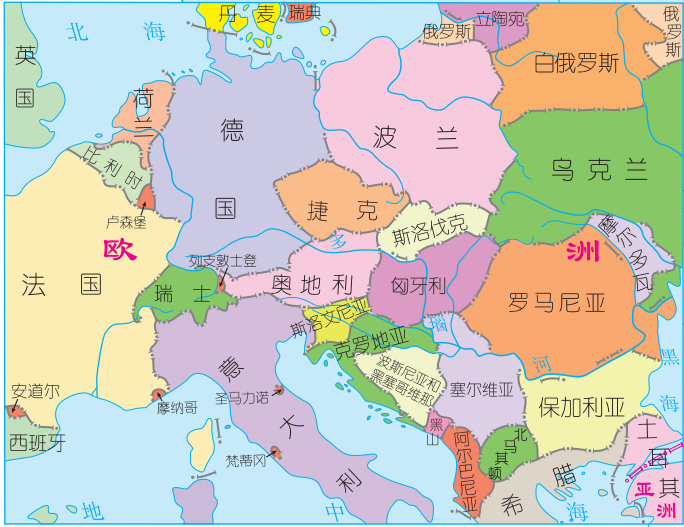 丹麦
瑞典
立陶宛
俄罗斯
俄罗斯
北海
英国
白俄罗斯
荷兰
德国
波兰
乌克兰
比利时
卢森堡
捷克
斯洛伐克
摩尔多瓦
欧洲
多瑙河
列支敦士登
法国
瑞士
奥地利
匈牙利
罗马尼亚
斯洛文尼亚
克罗地亚
黑海
意大利
波斯尼亚和
黑塞哥维那
塞尔维亚
安道尔
摩纳哥
圣马力诺
保加利亚
黑山
北马其顿
西班牙
梵蒂冈
阿尔巴尼亚
土耳其
希腊
亚洲
地中海